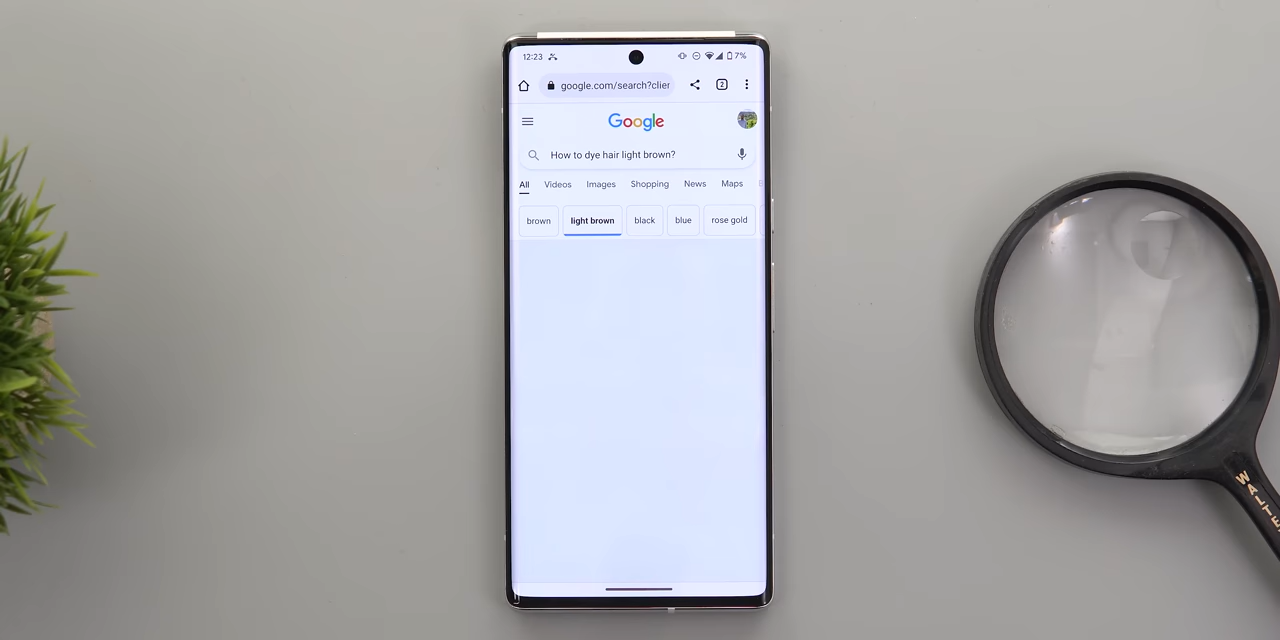 12:23 7%
google.com/search?clier 2
Google
How to dye hair light brown?
All Videos Images Shopping News Maps
brown light brown black blue rose gold
WALTE